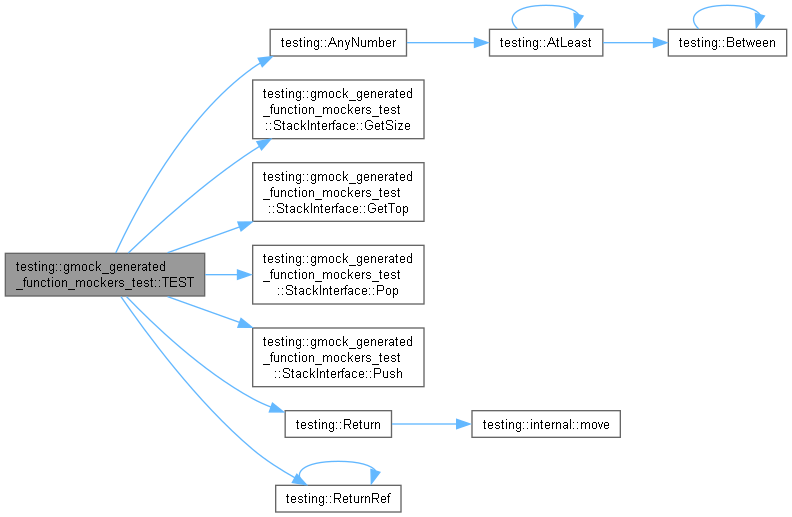 testing::AnyNumber
testing::AtLeast
testing::Between
testing::gmock_generated
_function_mockers_test
::StackInterface::GetSize
testing::gmock_generated
_function_mockers_test
::StackInterface::GetTop
testing::gmock_generated
_function_mockers_test::TEST
testing::gmock_generated
_function_mockers_test
::StackInterface::Pop
testing::gmock_generated
_function_mockers_test
::StackInterface::Push
testing::Return
testing::internal::move
testing::ReturnRef